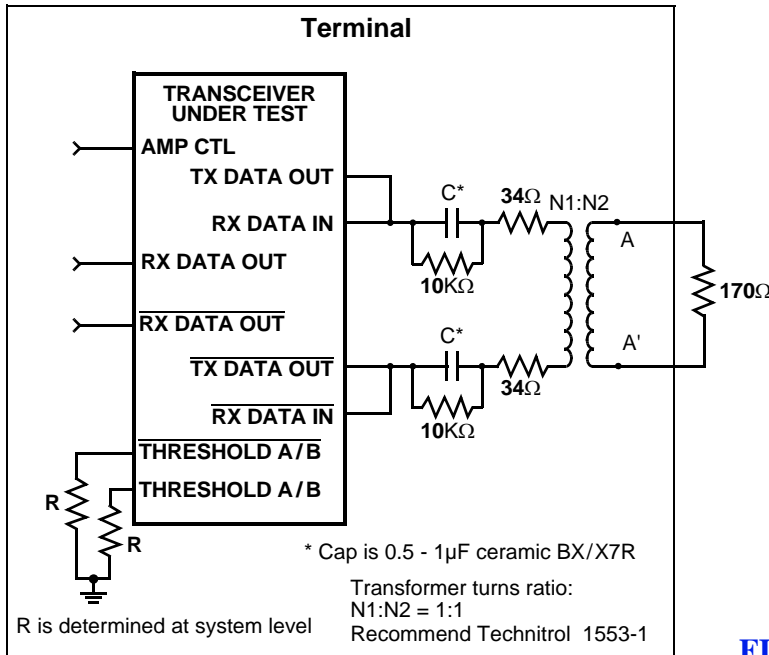 Terminal
TRANSCEIVER
UNDER TEST
AMP CTL
TX DATA OUT
RX DATA IN
RX DATA OUT
RX DATA OUT
TX DATA OUT
RX DATA IN
THRESHOLD A/B
THRESHOLD A/B
C*
34Ω
N1:N2
10KΩ
A
170Ω
A'
C*
34Ω
10KΩ
R
R
* Cap is 0.5 - 1µF ceramic BX/X7R
Transformer turns ratio:
N1:N2 = 1:1
Recommend Technitrol 1553-1
R is determined at system level